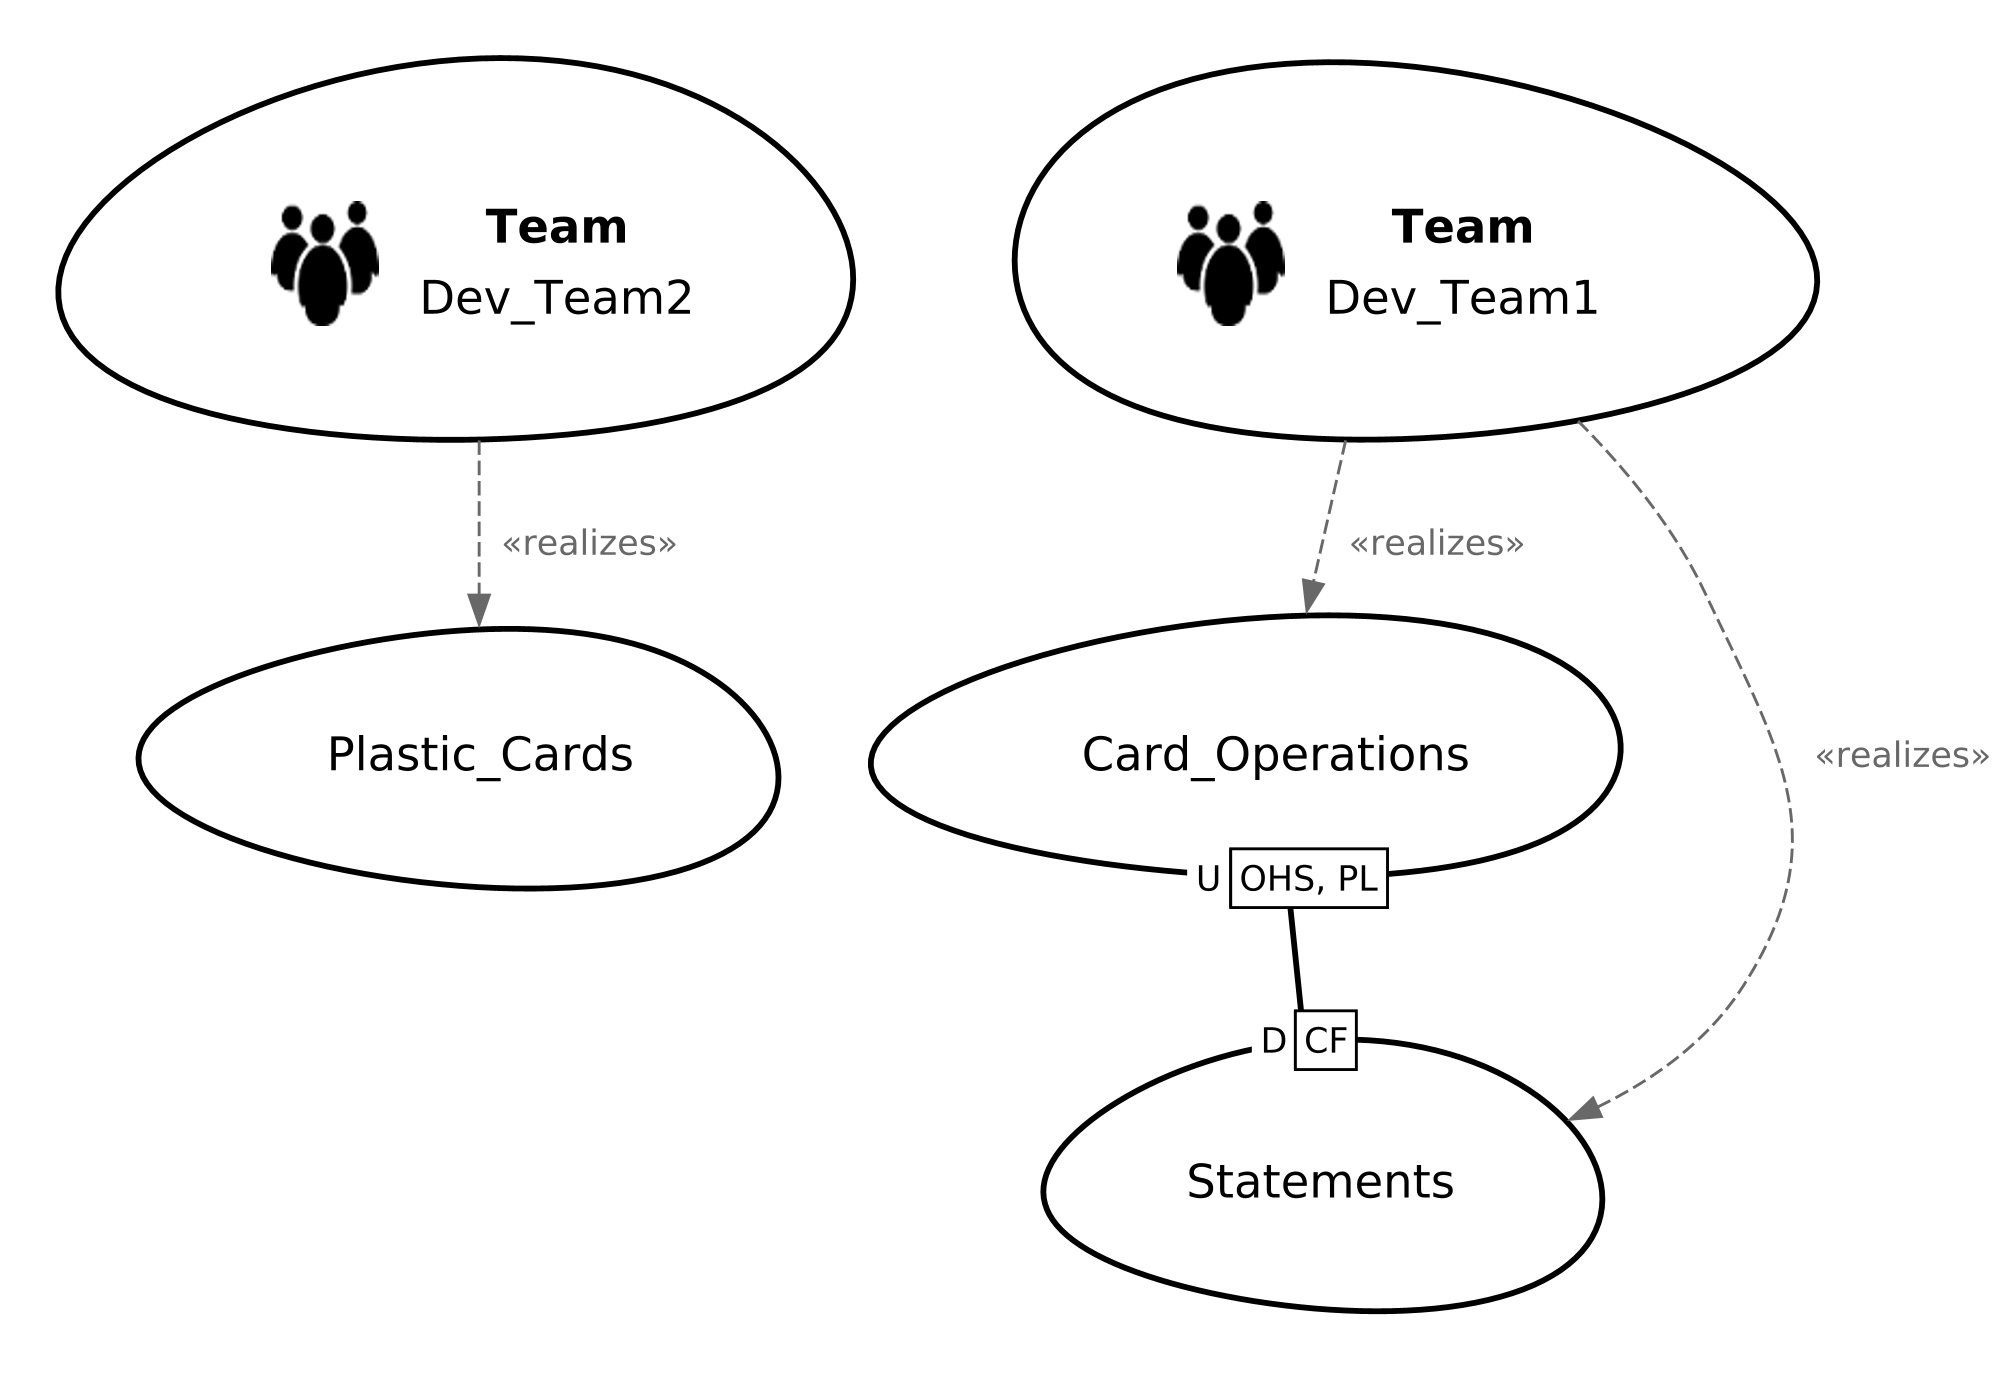 Team
Dev_Team2
Team
Dev_Team1
«realizes»
«realizes»
Plastic_Cards
Card_Operations
«realizes»
U OHS, PL
D CF
Statements